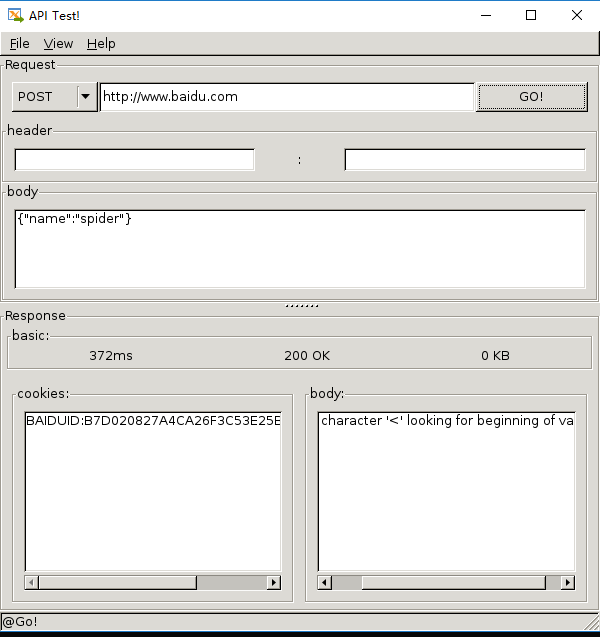 API Test!
File View Help
Request
POST http://www.baidu.com GO!
header
:
body
{"name":"spider"}
Response
basic:
372ms 200 OK 0 KB
cookies: body:
BAIDUID:B7D020827A4CA26F3C53E25E character '<' looking for beginning of va
@Go!